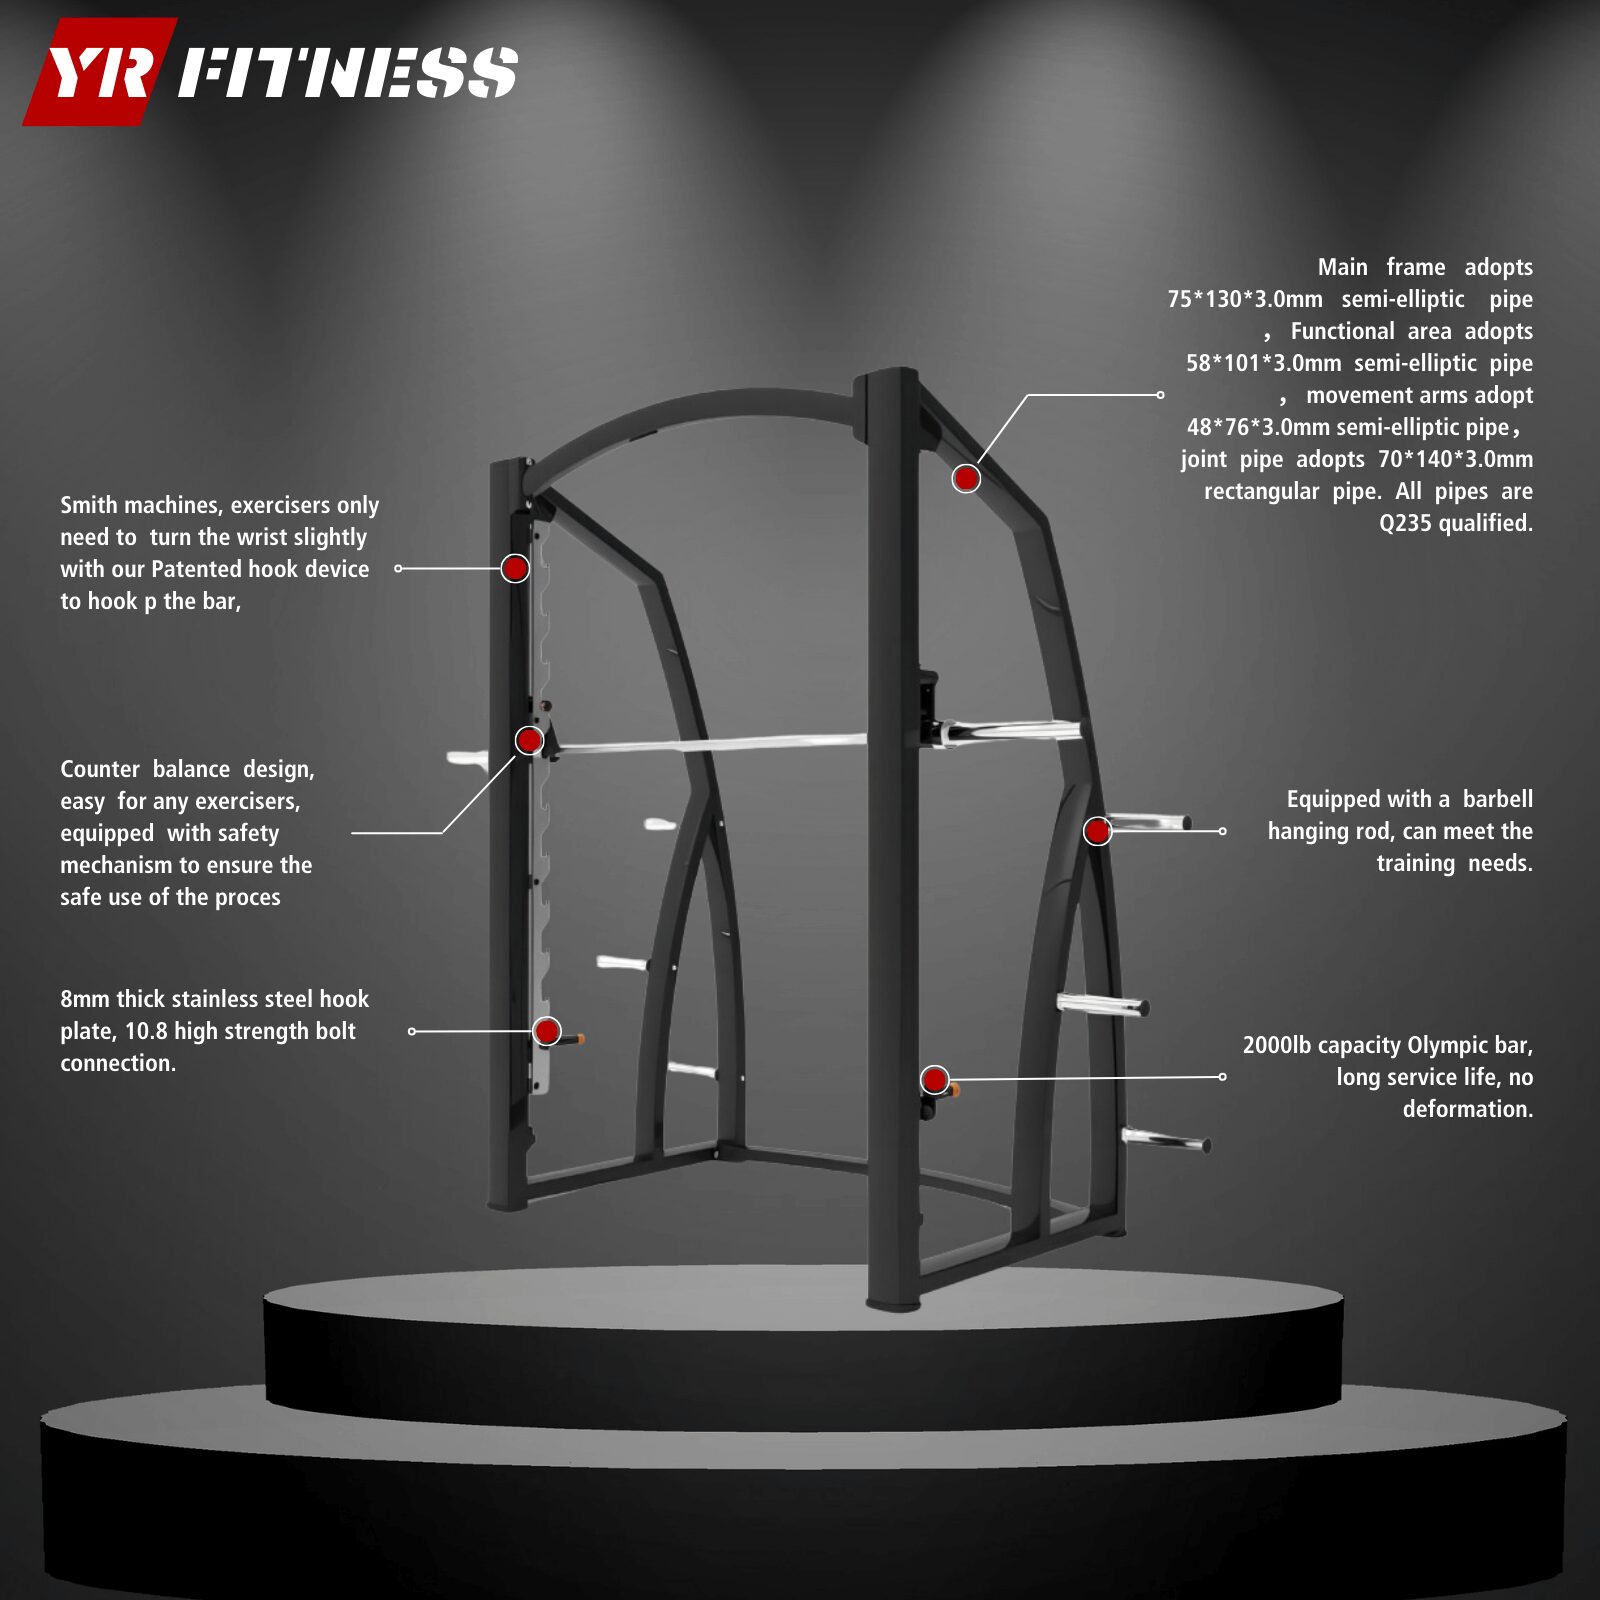 YR FITNESS
Main frame adopts
75*130*3.0mm semi-elliptic pipe
, Functional area adopts
58*101*3.0mm semi-elliptic pipe
, movement arms adopt
48*76*3.0mm semi-elliptic pipe,
joint pipe adopts 70*140*3.0mm
rectangular pipe. All pipes are
Q235 qualified.
Smith machines, exercisers only
need to turn the wrist slightly
with our Patented hook device
to hook p the bar,
Counter balance design,
easy for any exercisers,
equipped with safety
mechanism to ensure the
safe use of the proces
Equipped with a barbell
hanging rod, can meet the
training needs.
8mm thick stainless steel hook
plate, 10.8 high strength bolt
connection.
2000lb capacity Olympic bar,
long service life, no
deformation.